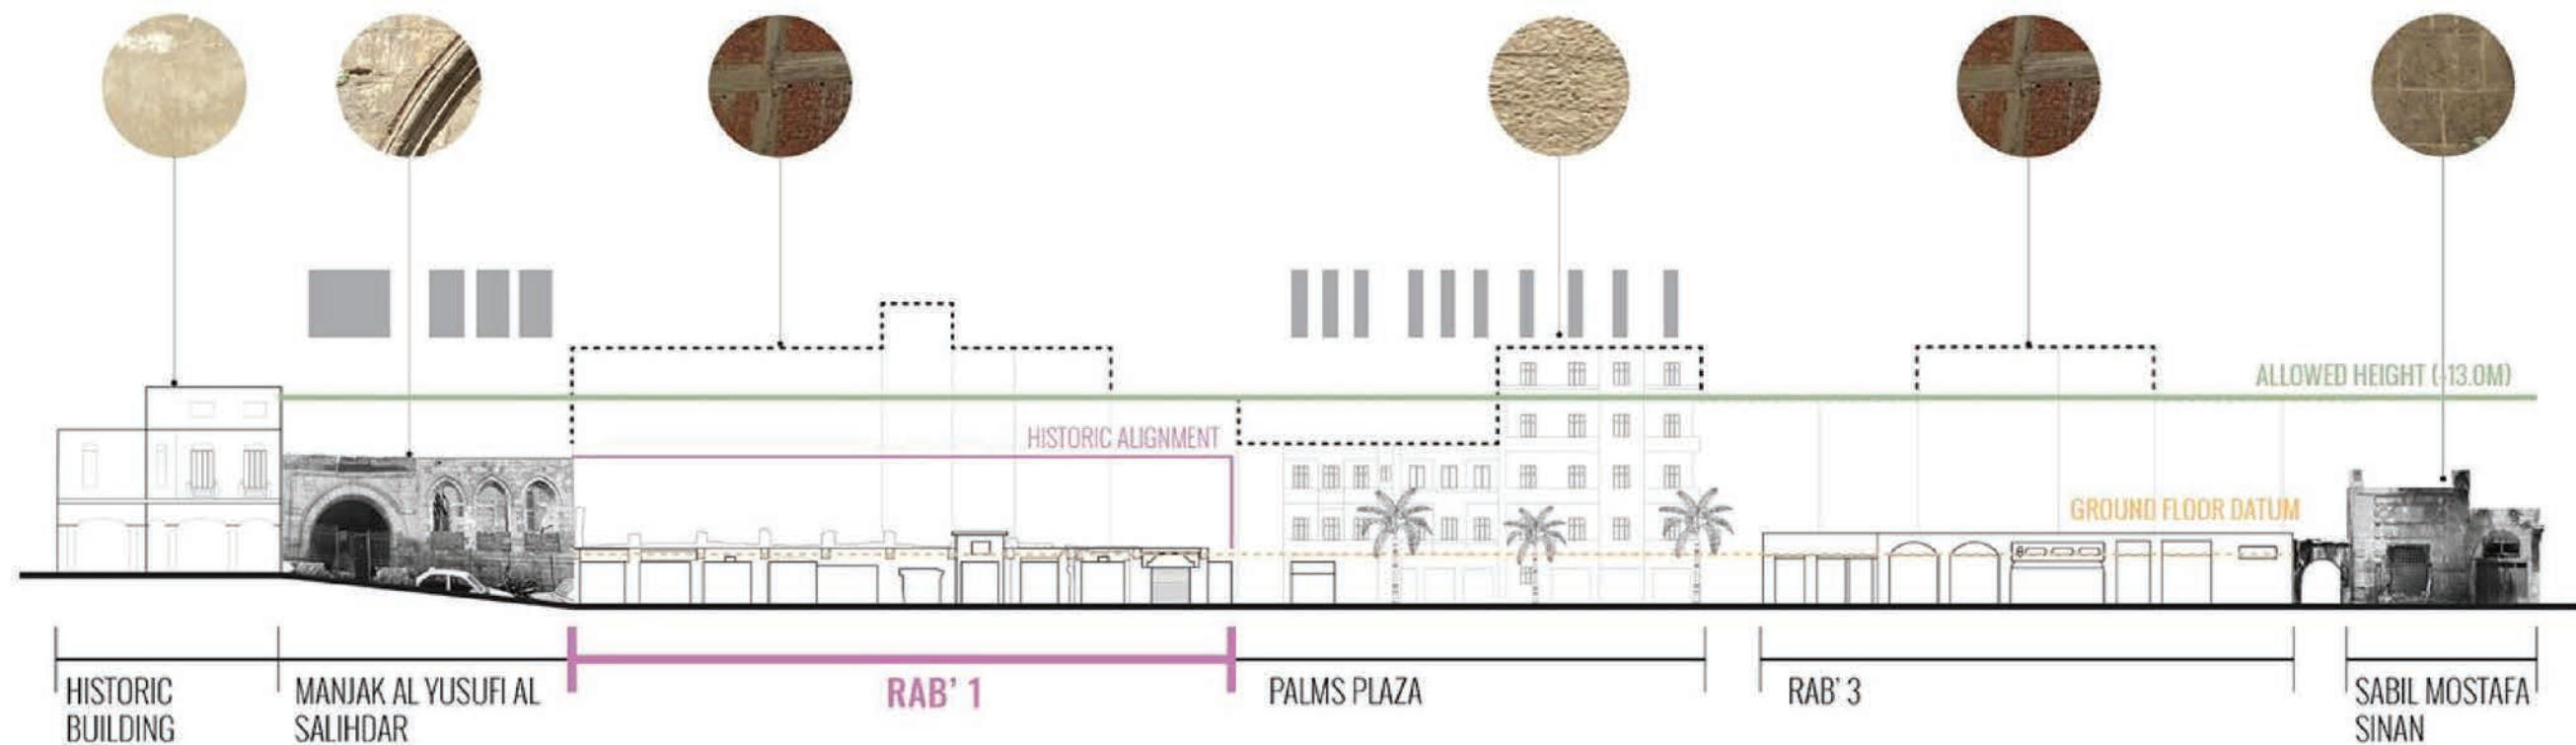 ALLOWED HEIGHT (-13.0M)
HISTORIC ALIGNMENT
GROUND FLOOR DATUM
HISTORIC
BUILDING
MANJAK AL YUSUFI AL
SALIHDAR
RAB' 1
PALMS PLAZA
RAB' 3
SABIL MOSTAFA
SINAN